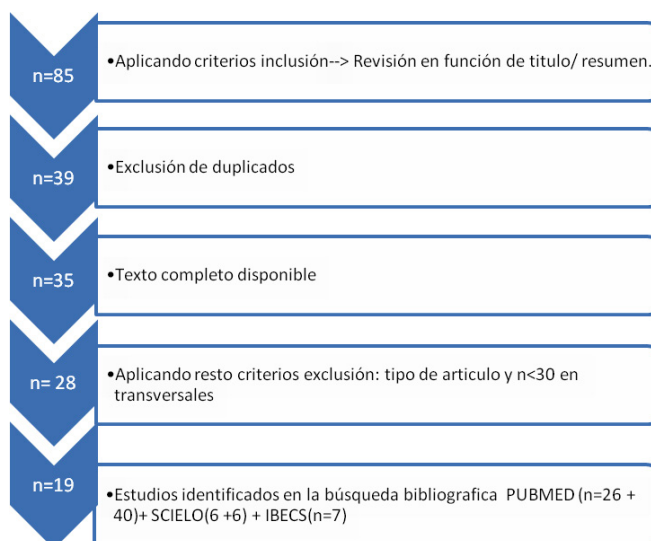 n=85
•Aplicando criterios inclusión--> Revisión en función de titulo/ resumen.
n=39
•Exclusión de duplicados
n=35
•Texto completo disponible
n= 28
•Aplicando resto criterios exclusión: tipo de articulo y n<30 en
transversales
n=19
•Estudios identificados en la búsqueda bibliografica PUBMED (n=26 +
40)+ SCIELO(6 +6) + IBECS(n=7)